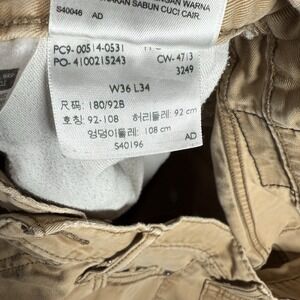 KAN SABUN CUCI CAIR.
S40046 AD
PC9-00514-0531
PO-4100215243 CW-4713
3249
W36 L34
尺码: 180/92B
호칭: 92-108 허리둘레: 92 cm
엉덩이둘레: 108 cm
S40196 AD